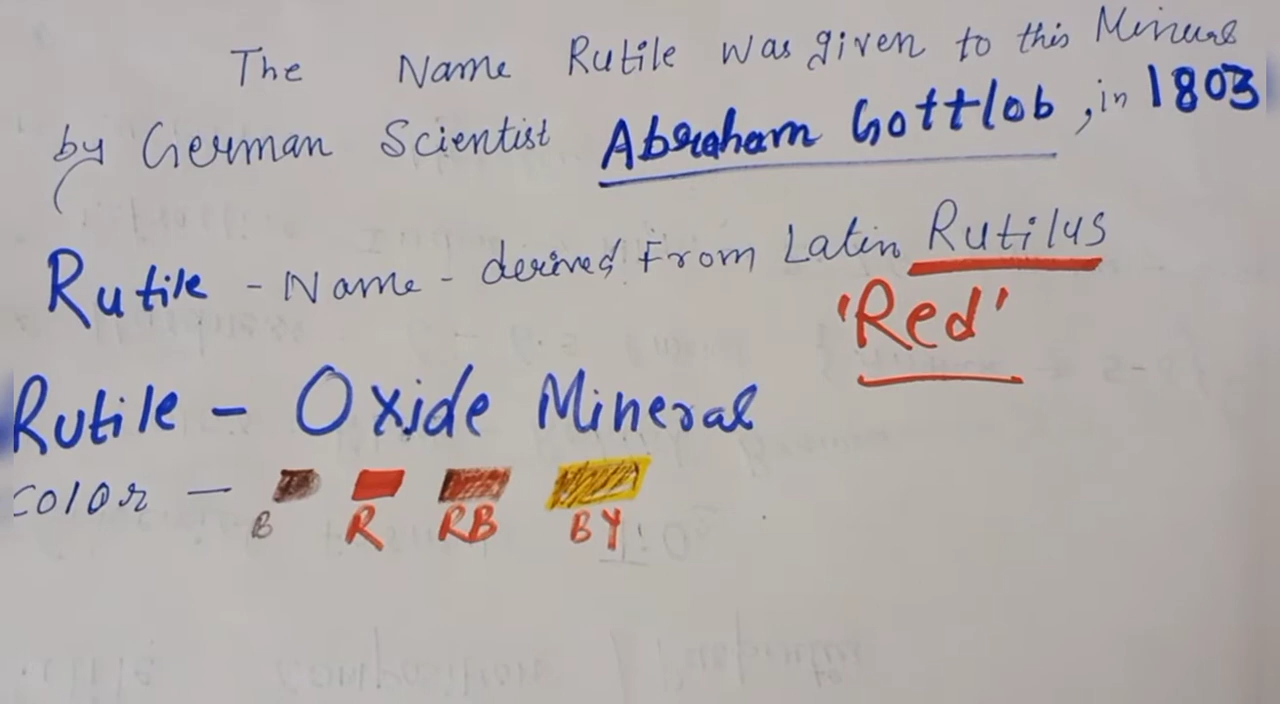 The Name Rutile was given to this Mineral
by German Scientist Abraham Gottlob, in 1803
Rutile - Name - derived From Latin Rutilus
'Red'
Rutile - Oxide Mineral
Color -
B R RB BY